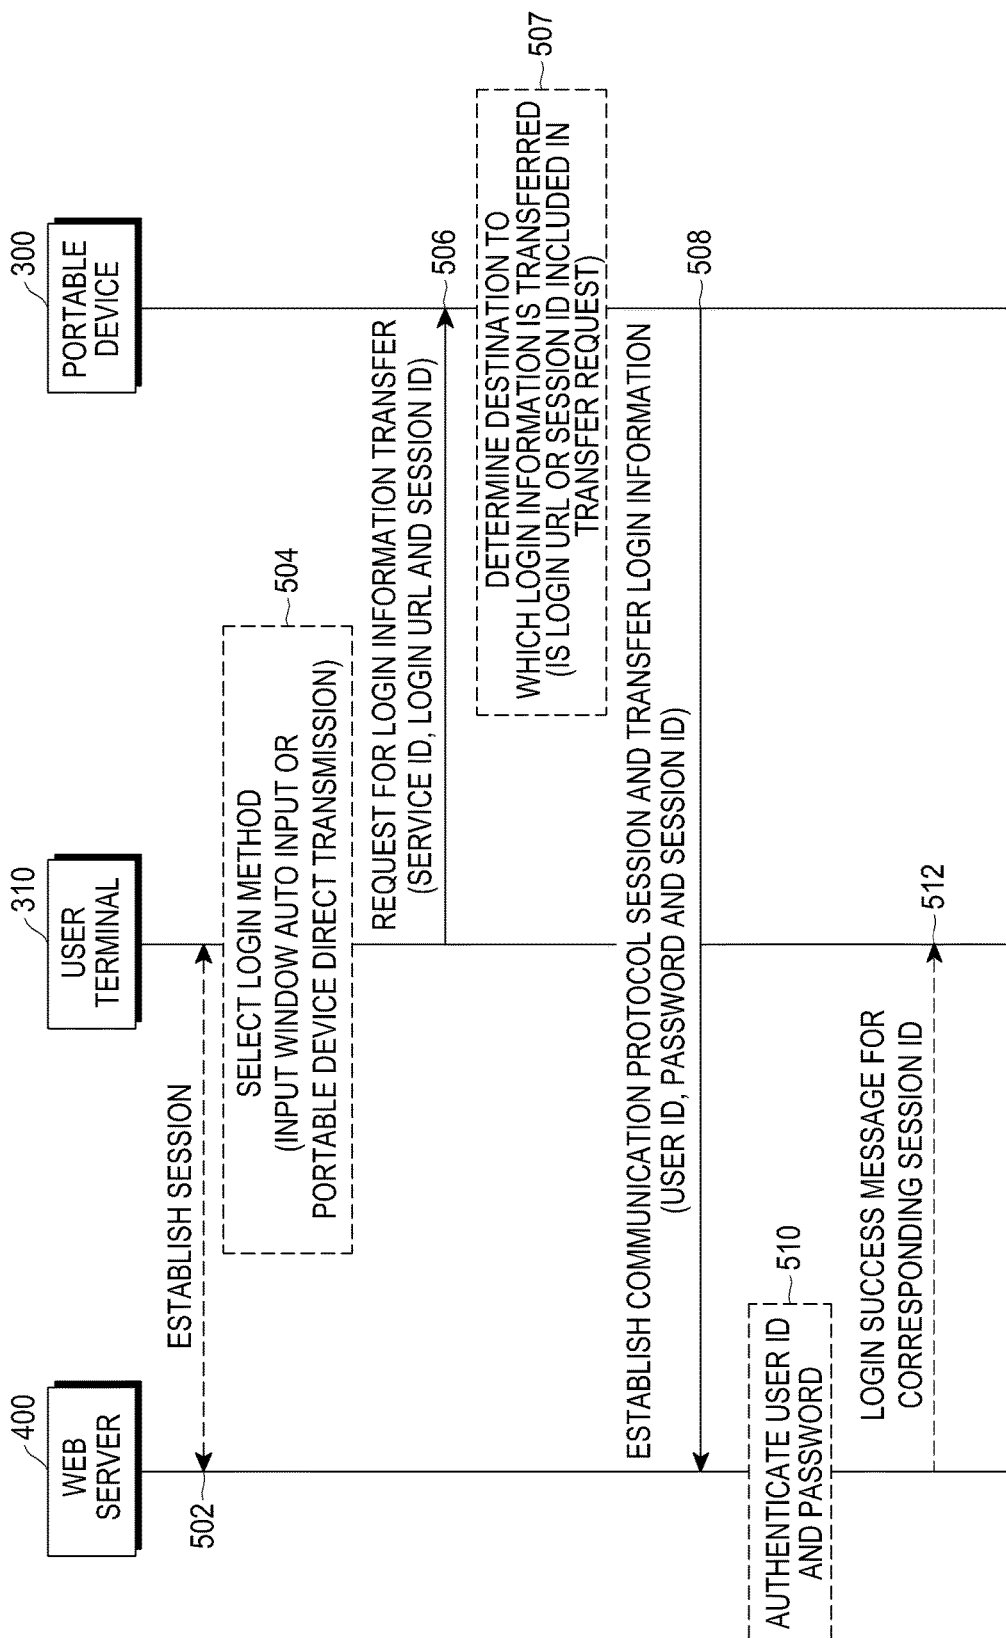 400
WEB
SERVER
310
USER
TERMINAL
300
PORTABLE
DEVICE
502
ESTABLISH SESSION
504
SELECT LOGIN METHOD
(INPUT WINDOW AUTO INPUT OR
PORTABLE DEVICE DIRECT TRANSMISSION)
REQUEST FOR LOGIN INFORMATION TRANSFER
(SERVICE ID, LOGIN URL AND SESSION ID)
506
507
DETERMINE DESTINATION TO
WHICH LOGIN INFORMATION IS TRANSFERRED
(IS LOGIN URL OR SESSION ID INCLUDED IN
TRANSFER REQUEST)
ESTABLISH COMMUNICATION PROTOCOL SESSION AND TRANSFER LOGIN INFORMATION
(USER ID, PASSWORD AND SESSION ID)
508
510
AUTHENTICATE USER ID
AND PASSWORD
LOGIN SUCCESS MESSAGE FOR
CORRESPONDING SESSION ID
512